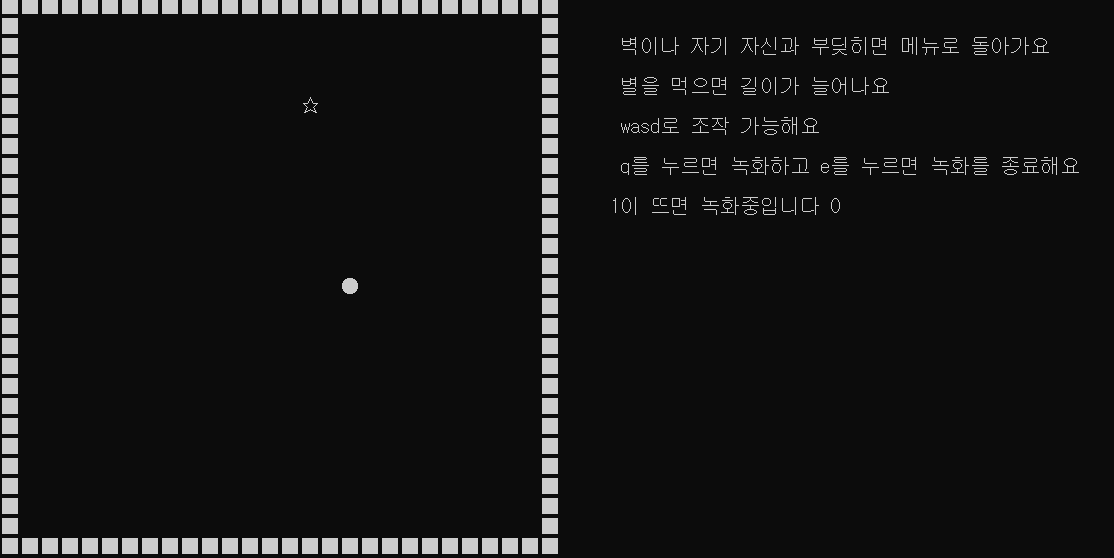 벽이나 자기 자신과 부딪히면 메뉴로 돌아가요
별을 먹으면 길이가 늘어나요
wasd로 조작 가능해요
q를 누르면 녹화하고 e를 누르면 녹화를 종료해요
1이 뜨면 녹화중입니다 0